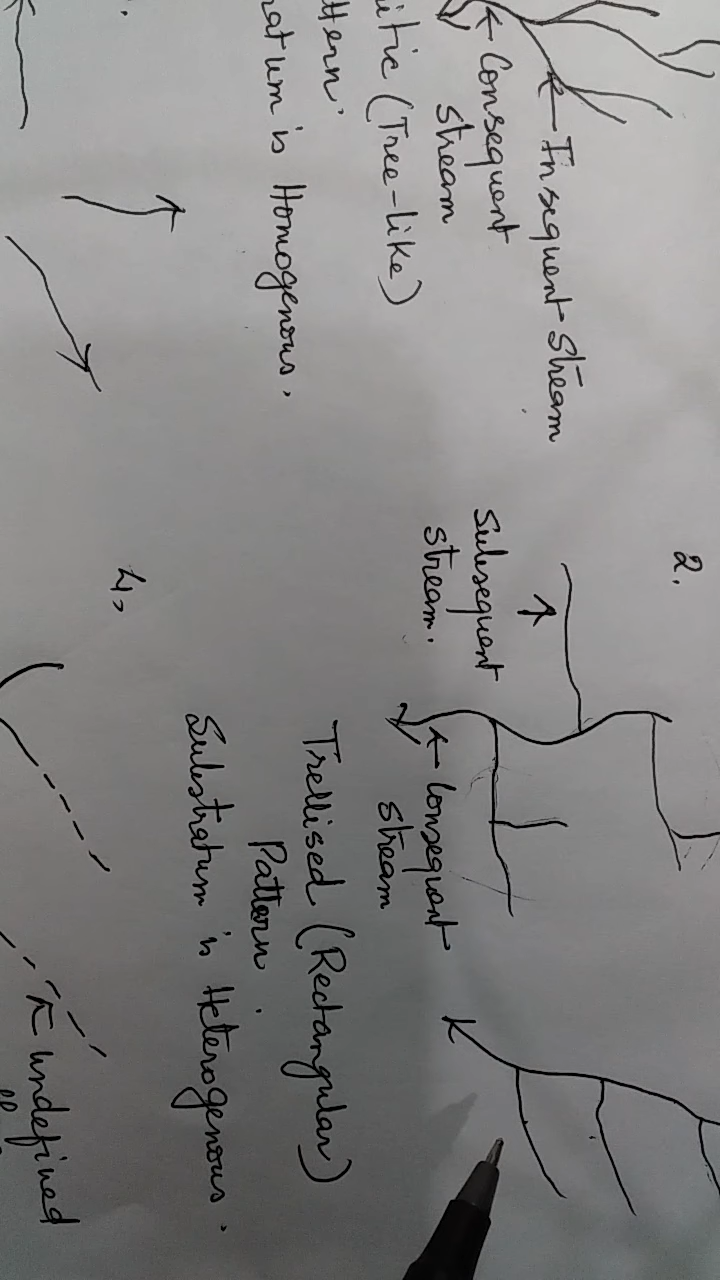 ← Consequent
stream
← Insequent Stream
itic (Tree-like)
ttern.
ratum is Homogenous.
2.
Subsequent
stream.
← Consequent
stream
Trellised (Rectangular)
Pattern.
Substratum is Heterogenous.
4,
← undefined